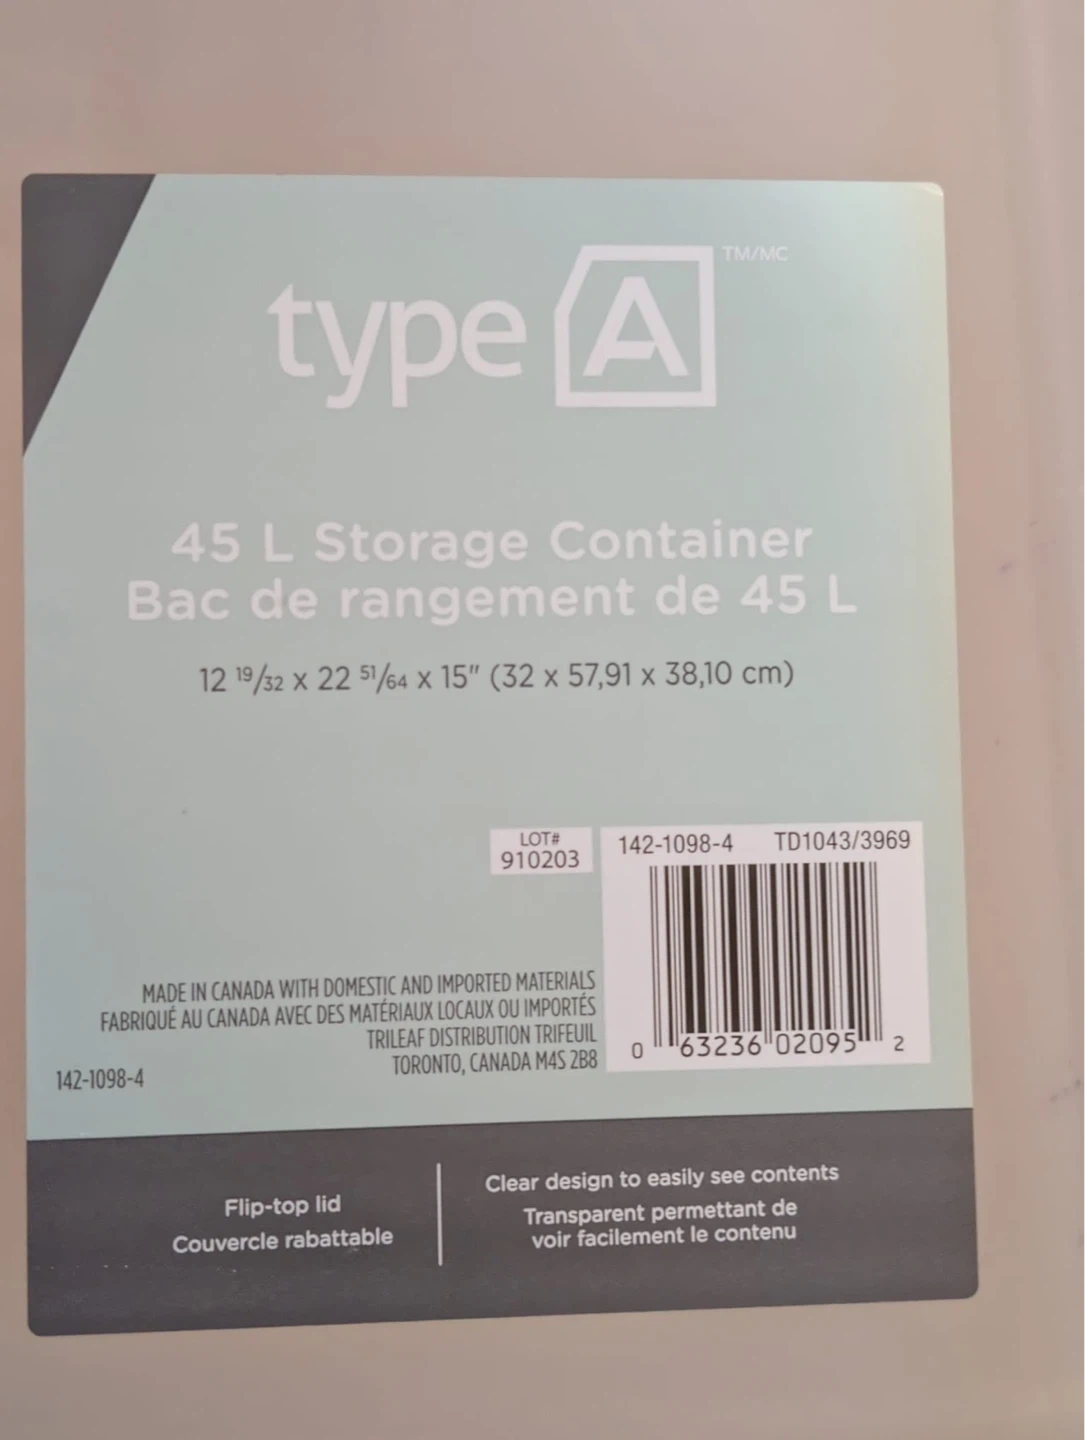 type A TM/MC
45 L Storage Container
Bac de rangement de 45 L
12 19/32 x 22 51/64 x 15" (32 x 57,91 x 38,10 cm)
LOT#
910203
142-1098-4 TD1043/3969
0 63236 02095 2
MADE IN CANADA WITH DOMESTIC AND IMPORTED MATERIALS
FABRIQUÉ AU CANADA AVEC DES MATÉRIAUX LOCAUX OU IMPORTÉS
TRILEAF DISTRIBUTION TRIFEUIL
TORONTO, CANADA M4S 2B8
142-1098-4
Flip-top lid
Couvercle rabattable
Clear design to easily see contents
Transparent permettant de
voir facilement le contenu